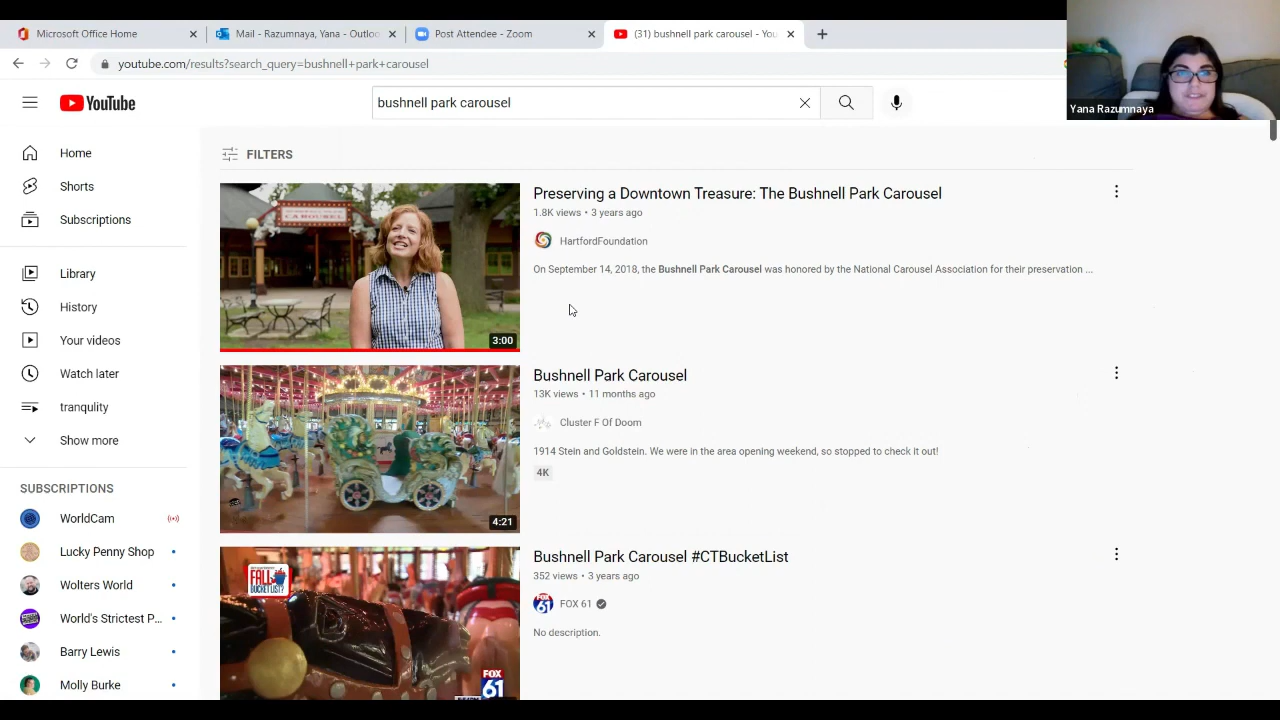 Microsoft Office Home
Mail - Razumnaya, Yana - Outloo
Post Attendee - Zoom
(31) bushnell park carousel - You
youtube.com/results?search_query=bushnell+park+carousel
Yana Razumnaya
YouTube
bushnell park carousel
Home
Shorts
Subscriptions
Library
History
Your videos
Watch later
tranqulity
Show more
SUBSCRIPTIONS
WorldCam
Lucky Penny Shop
Wolters World
World's Strictest P...
Barry Lewis
Molly Burke
FILTERS
CAROUSEL
3:00
Preserving a Downtown Treasure: The Bushnell Park Carousel
1.8K views • 3 years ago
HartfordFoundation
On September 14, 2018, the Bushnell Park Carousel was honored by the National Carousel Association for their preservation ...
4:21
Bushnell Park Carousel
13K views • 11 months ago
Cluster F Of Doom
1914 Stein and Goldstein. We were in the area opening weekend, so stopped to check it out!
4K
FALL
BUCKET LIST?
FOX
61
Bushnell Park Carousel #CTBucketList
352 views • 3 years ago
FOX 61
No description.